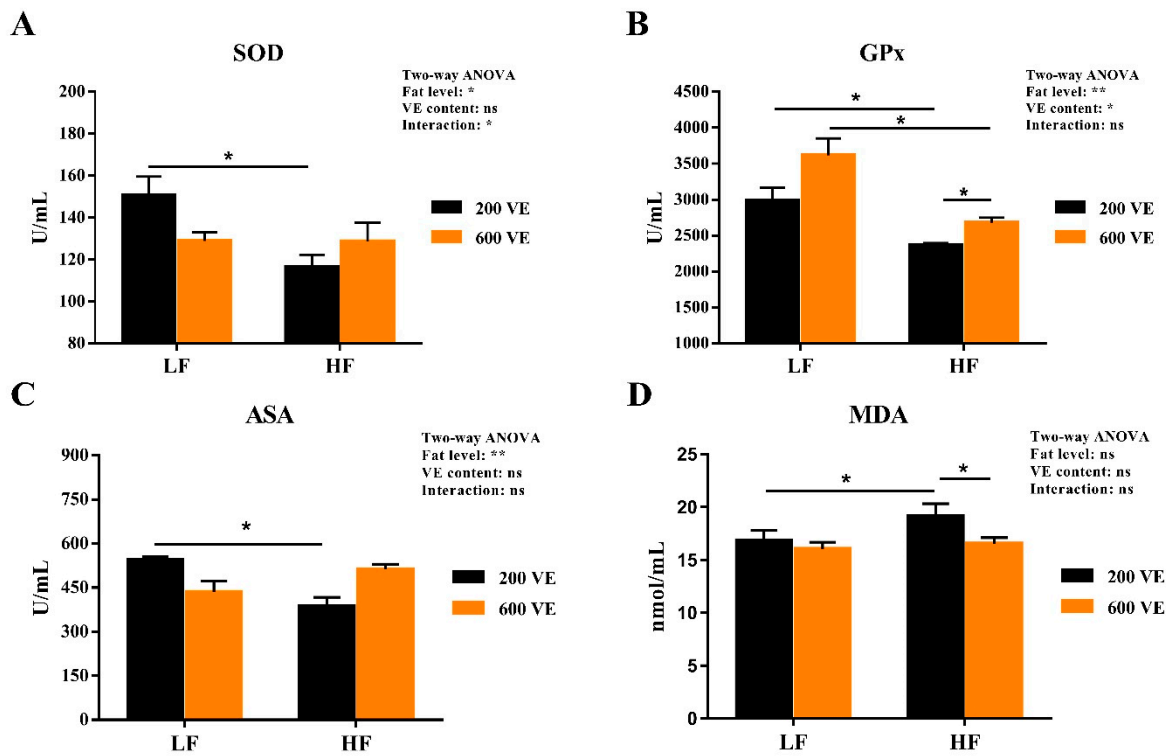 A
SOD
Two-way ANOVA
Fat level: *
VE content: ns
Interaction: *
200
180
160
140
120
100
80
U/mL
*
LF
HF
200 VE
600 VE
B
GPx
Two-way ANOVA
Fat level: **
VE content: *
Interaction: ns
4500
4000
3500
3000
2500
2000
1500
1000
U/mL
*
*
*
LF
HF
200 VE
600 VE
C
ASA
Two-way ANOVA
Fat level: **
VE content: ns
Interaction: ns
900
750
600
450
300
150
0
U/mL
*
LF
HF
200 VE
600 VE
D
MDA
Two-way ANOVA
Fat level: ns
VE content: ns
Interaction: ns
25
20
15
10
5
0
nmol/mL
*
*
LF
HF
200 VE
600 VE